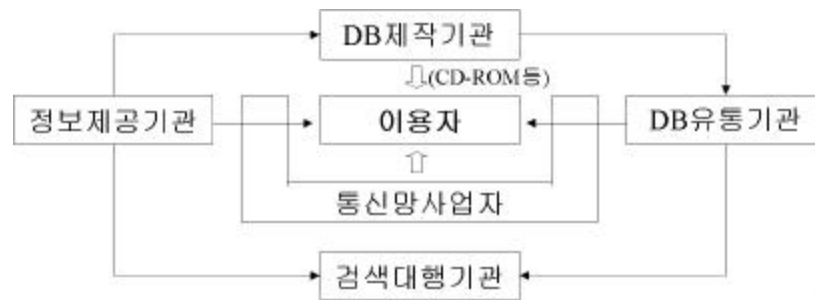 DB제작기관
(CD-ROM등)
정보제공기관
이용자
DB유통기관
통신망사업자
검색대행기관